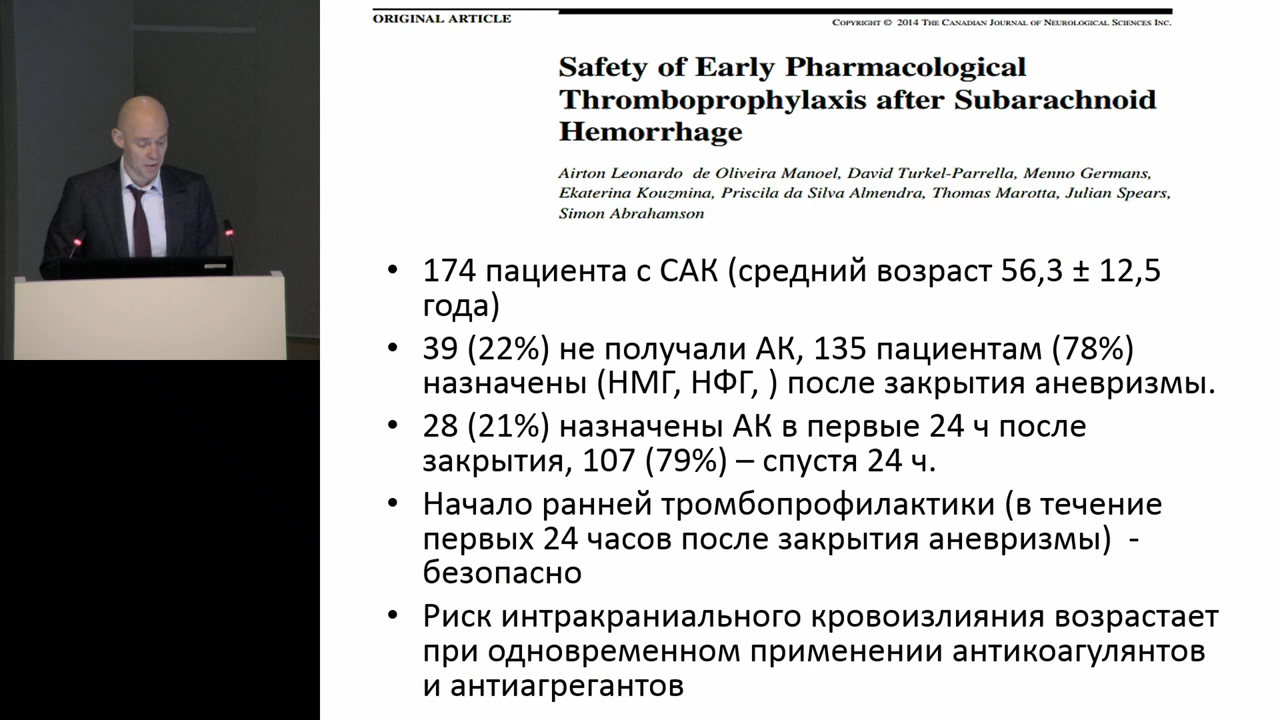 ORIGINAL ARTICLE
COPYRIGHT © 2014 THE CANADIAN JOURNAL OF NEUROLOGICAL SCIENCES INC.
Safety of Early Pharmacological
Thromboprophylaxis after Subarachnoid
Hemorrhage
Airton Leonardo de Oliveira Manoel, David Turkel-Parrella, Menno Germans,
Ekaterina Kouzmina, Priscila da Silva Almendra, Thomas Marotta, Julian Spears,
Simon Abrahamson
• 174 пациента с САК (средний возраст 56,3 ± 12,5
года)
• 39 (22%) не получали АК, 135 пациентам (78%)
назначены (НМГ, НФГ, ) после закрытия аневризмы.
• 28 (21%) назначены АК в первые 24 ч после
закрытия, 107 (79%) – спустя 24 ч.
• Начало ранней тромбопрофилактики (в течение
первых 24 часов после закрытия аневризмы) -
безопасно
• Риск интракраниального кровоизлияния возрастает
при одновременном применении антикоагулянтов
и антиагрегантов